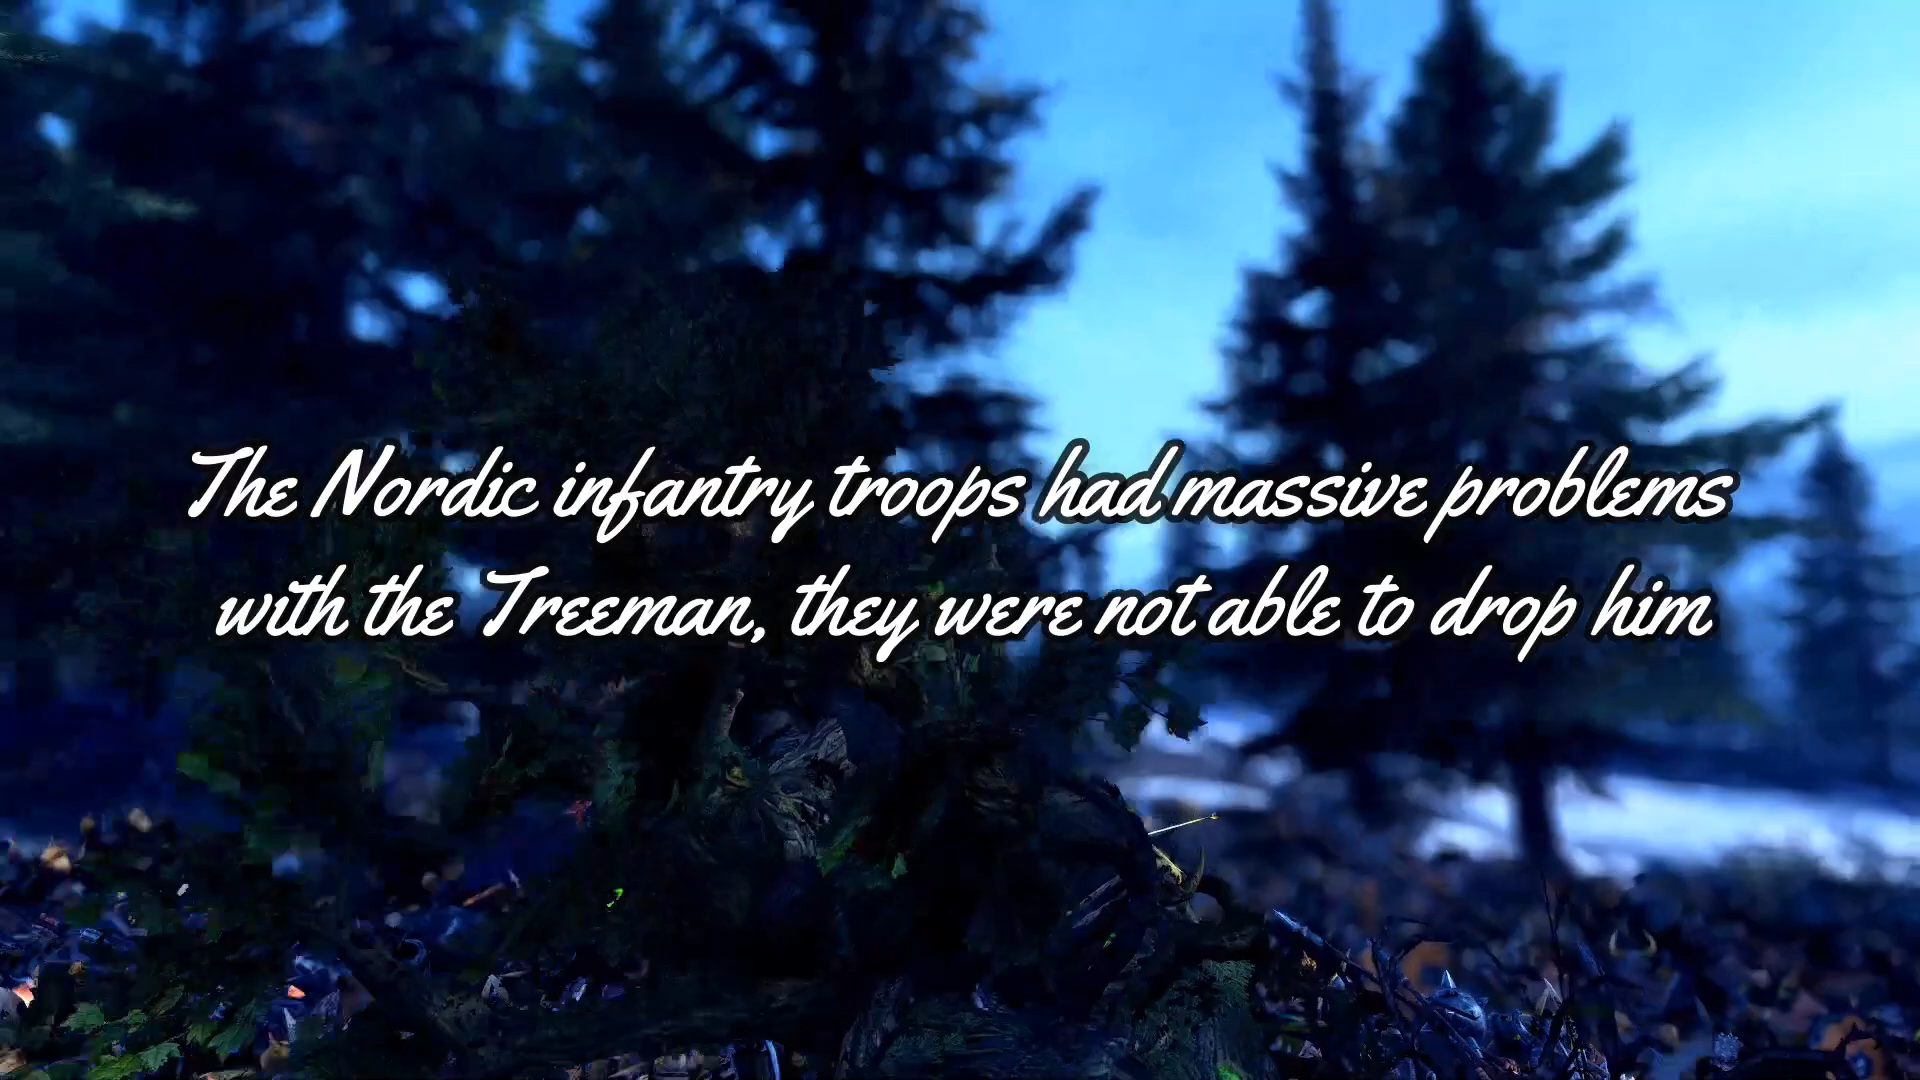 The Nordic infantry troops had massive problems
with the Treeman, they were not able to drop him